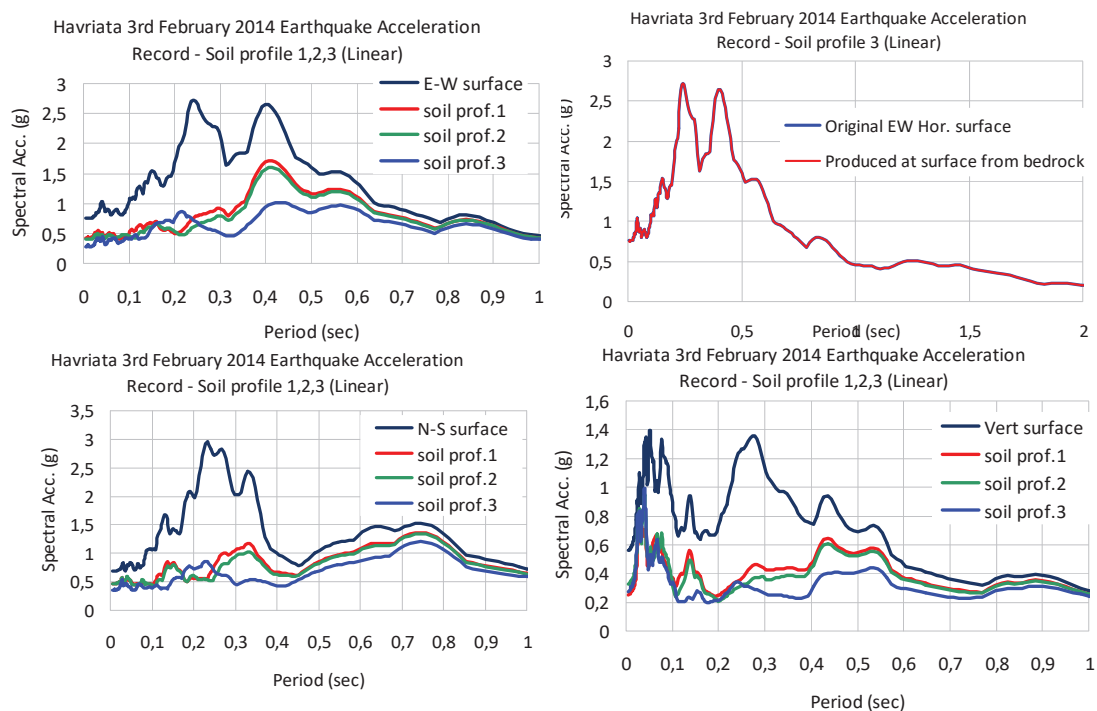 Havriata 3rd February 2014 Earthquake Acceleration
Record - Soil profile 1,2,3 (Linear)
Spectral Acc. (g)
3
2,5
2
1,5
1
0,5
0
E-W surface
soil prof.1
soil prof.2
soil prof.3
0 0,1 0,2 0,3 0,4 0,5 0,6 0,7 0,8 0,9 1
Period (sec)
Havriata 3rd February 2014 Earthquake Acceleration
Record - Soil profile 3 (Linear)
Spectral Acc. (g)
3
2,5
2
1,5
1
0,5
0
Original EW Hor. surface
Produced at surface from bedrock
0 0,5 1 1,5 2
Period (sec)
Havriata 3rd February 2014 Earthquake Acceleration
Record - Soil profile 1,2,3 (Linear)
Spectral Acc. (g)
3,5
3
2,5
2
1,5
1
0,5
0
N-S surface
soil prof.1
soil prof.2
soil prof.3
0 0,1 0,2 0,3 0,4 0,5 0,6 0,7 0,8 0,9 1
Period (sec)
Havriata 3rd February 2014 Earthquake Acceleration
Record - Soil profile 1,2,3 (Linear)
Spectral Acc. (g)
1,6
1,4
1,2
1
0,8
0,6
0,4
0,2
0
Vert surface
soil prof.1
soil prof.2
soil prof.3
0 0,1 0,2 0,3 0,4 0,5 0,6 0,7 0,8 0,9 1
Period (sec)